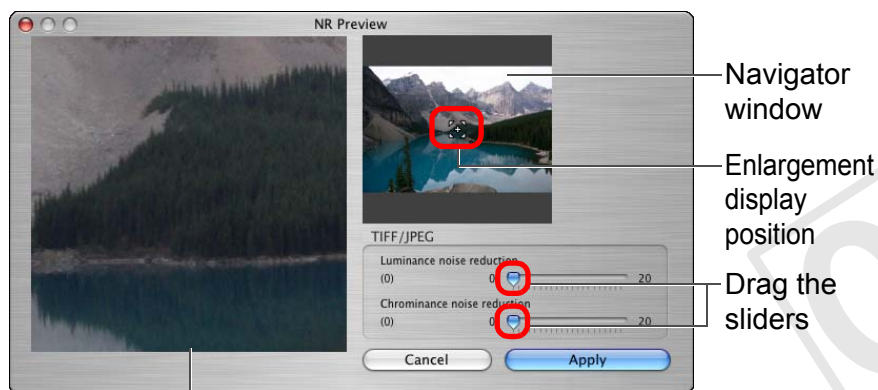 NR Preview
Navigator
window
Enlargement
display
position
TIFF/JPEG
Luminance noise reduction
(0) 0 20
Chrominance noise reduction
(0) 0 20
Drag the
sliders
Cancel Apply